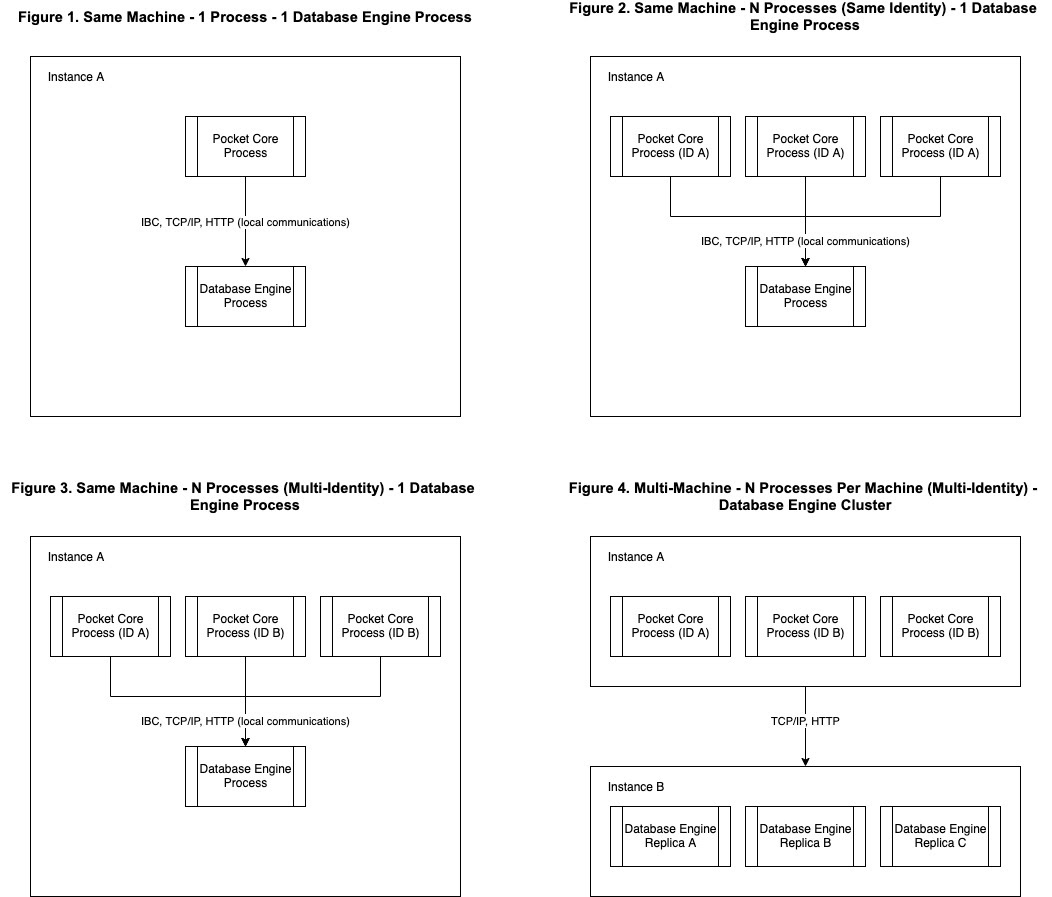 Figure 1. Same Machine - 1 Process - 1 Database Engine Process
Instance A
Pocket Core
Process
IBC, TCP/IP, HTTP (local communications)
Database Engine
Process
Figure 2. Same Machine - N Processes (Same Identity) - 1 Database
Engine Process
Instance A
Pocket Core
Process (ID A)
Pocket Core
Process (ID A)
Pocket Core
Process (ID A)
IBC, TCP/IP, HTTP (local communications)
Database Engine
Process
Figure 3. Same Machine - N Processes (Multi-Identity) - 1 Database
Engine Process
Instance A
Pocket Core
Process (ID A)
Pocket Core
Process (ID B)
Pocket Core
Process (ID B)
IBC, TCP/IP, HTTP (local communications)
Database Engine
Process
Figure 4. Multi-Machine - N Processes Per Machine (Multi-Identity) -
Database Engine Cluster
Instance A
Pocket Core
Process (ID A)
Pocket Core
Process (ID B)
Pocket Core
Process (ID B)
TCP/IP, HTTP
Instance B
Database Engine
Replica A
Database Engine
Replica B
Database Engine
Replica C